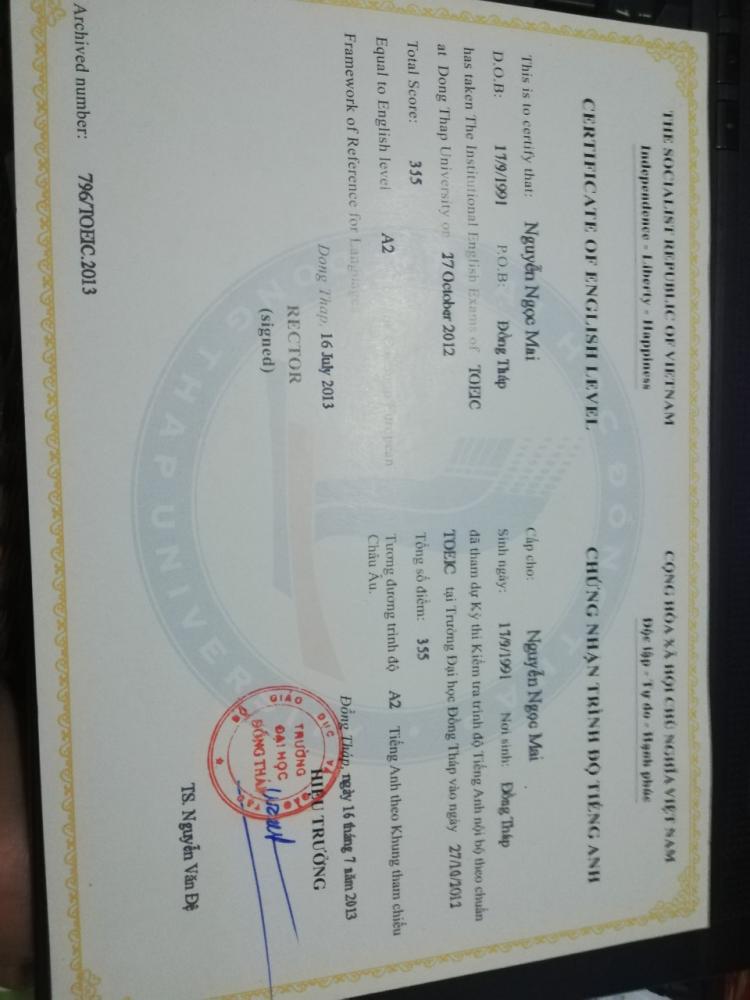 THE SOCIALIST REPUBLIC OF VIETNAM
Independence - Liberty - Happiness
CERTIFICATE OF ENGLISH LEVEL
This is to certify that: Nguyễn Ngọc Mai
D.O.B: 17/9/1991 P.O.B: Đồng Tháp
has taken The Institutional English Exams of TOEIC
at Dong Thap University on 27 October 2012
Total Score: 355
Equal to English level A2 European
Framework of Reference for Language
Dong Thap, 16 July 2013
RECTOR
(signed)
Archived number: 796/TOEIC.2013
CỘNG HÒA XÃ HỘI CHỦ NGHĨA VIỆT NAM
Độc lập - Tự do - Hạnh phúc
CHỨNG NHẬN TRÌNH ĐỘ TIẾNG ANH
Cấp cho: Nguyễn Ngọc Mai
Sinh ngày: 17/9/1991 Nơi sinh: Đồng Tháp
đã tham dự Kỳ thi Kiểm tra trình độ Tiếng Anh nội bộ theo chuẩn
TOEIC tại Trường Đại học Đồng Tháp vào ngày 27/10/2012
Tổng số điểm: 355
Tương đương trình độ A2 Tiếng Anh theo Khung tham chiếu
Châu Âu.
Đồng Tháp, ngày 16 tháng 7 năm 2013
HIỆU TRƯỞNG
BỘ GIÁO DỤC VÀ
TRƯỜNG
ĐẠI HỌC
ĐỒNG THÁP
TS. Nguyễn Văn Đệ
THAP UNIVER